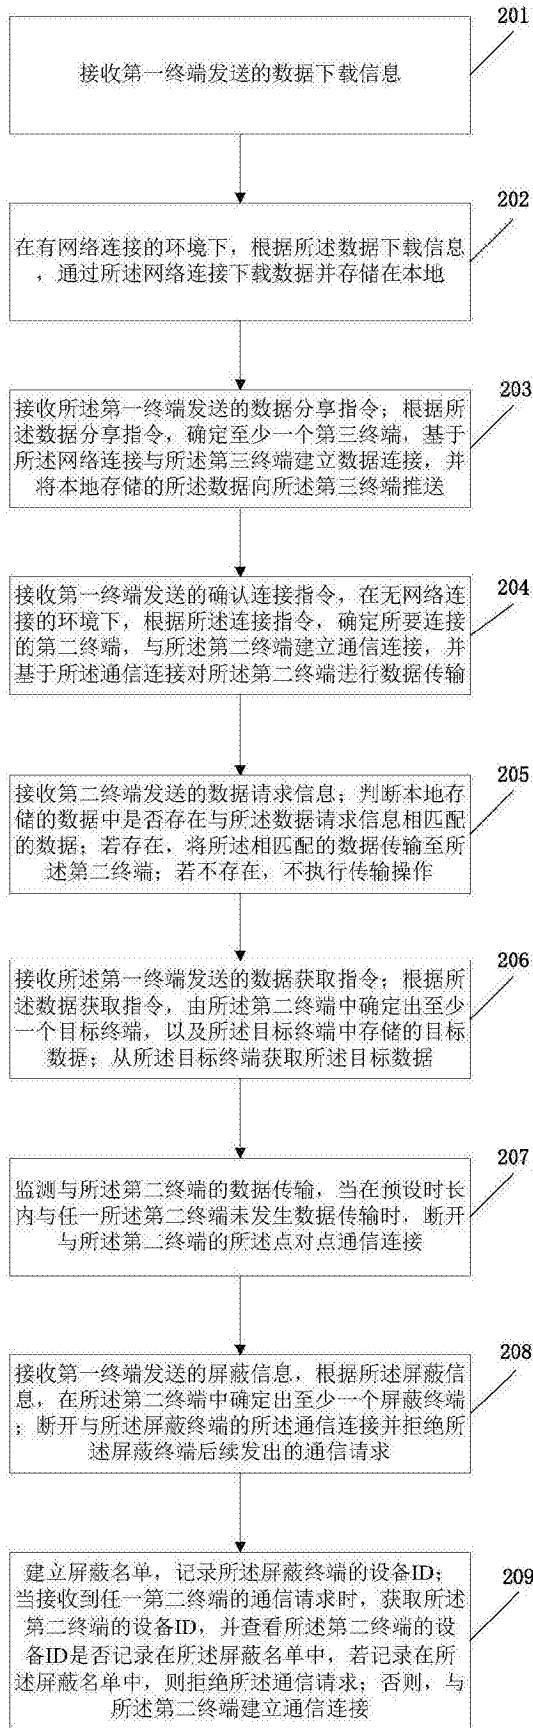 201
接收第一终端发送的数据下载信息
202
在有网络连接的环境下，根据所述数据下载信息
，通过所述网络连接下载数据并存储在本地
203
接收所述第一终端发送的数据分享指令；根据所
述数据分享指令，确定至少一个第三终端，基于
所述网络连接与所述第三终端建立数据连接，并
将本地存储的所述数据向所述第三终端推送
204
接收第一终端发送的确认连接指令，在无网络连
接的环境下，根据所述连接指令，确定所要连接
的第二终端，与所述第二终端建立通信连接，并
基于所述通信连接对所述第二终端进行数据传输
205
接收第二终端发送的数据请求信息；判断本地存
储的数据中是否存在与所述数据请求信息相匹配
的数据；若存在，将所述相匹配的数据传输至所
述第二终端；若不存在，不执行传输操作
206
接收所述第一终端发送的数据获取指令；根据所
述数据获取指令，由所述第二终端中确定出至少
一个目标终端，以及所述目标终端中存储的目标
数据；从所述目标终端获取所述目标数据
207
监测与所述第二终端的数据传输，当在预设时长
内与任一所述第二终端未发生数据传输时，断开
与所述第二终端的所述点对点通信连接
208
接收第一终端发送的屏蔽信息，根据所述屏蔽信
息，在所述第二终端中确定出至少一个屏蔽终端
；断开与所述屏蔽终端的所述通信连接并拒绝所
述屏蔽终端后续发出的通信请求
209
建立屏蔽名单，记录所述屏蔽终端的设备ID；
当接收到任一第二终端的通信请求时，获取所述
第二终端的设备ID，并查看所述第二终端的设
备ID是否记录在所述屏蔽名单中，若记录在所
述屏蔽名单中，则拒绝所述通信请求；否则，与
所述第二终端建立通信连接